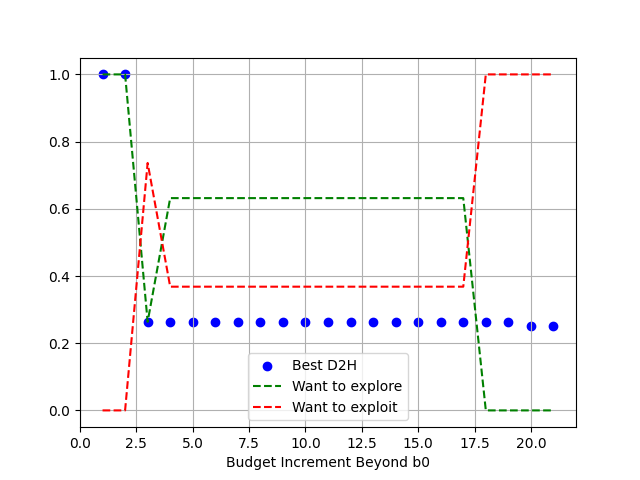 1.0
0.8
0.6
0.4
0.2
0.0
Best D2H
Want to explore
Want to exploit
0.0 2.5 5.0 7.5 10.0 12.5 15.0 17.5 20.0
Budget Increment Beyond b0